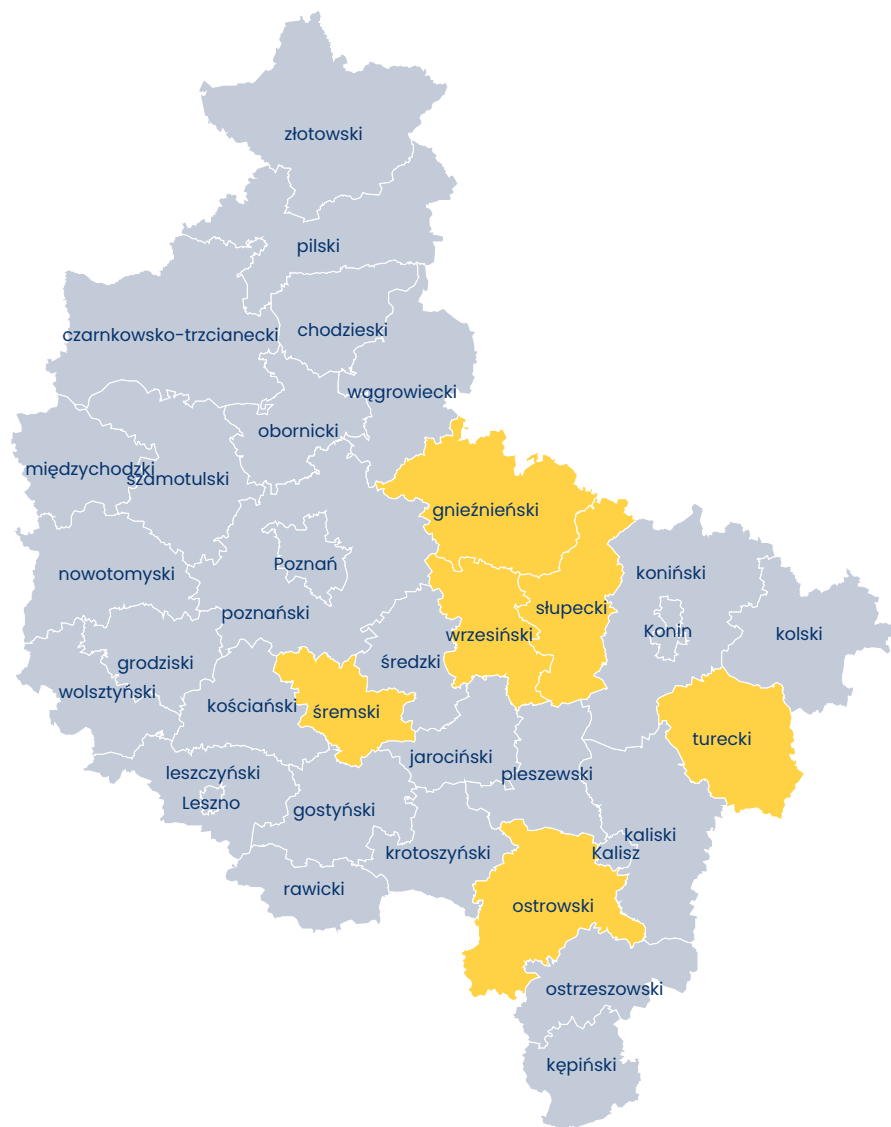 złotowski
pilski
chodzieski
czarnkowsko-trzcianecki
wągrowiecki
obornicki
międzychodzki
szamotulski
gnieźnieński
Poznań
nowotomyski
koniński
słupecki
poznański
wrzesiński
Konin
kolski
średzki
grodziski
wolsztyński
kościański
śremski
turecki
jarociński
leszczyński
pleszewski
Leszno
gostyński
kaliski
krotoszyński
Kalisz
rawicki
ostrowski
ostrzeszowski
kępiński